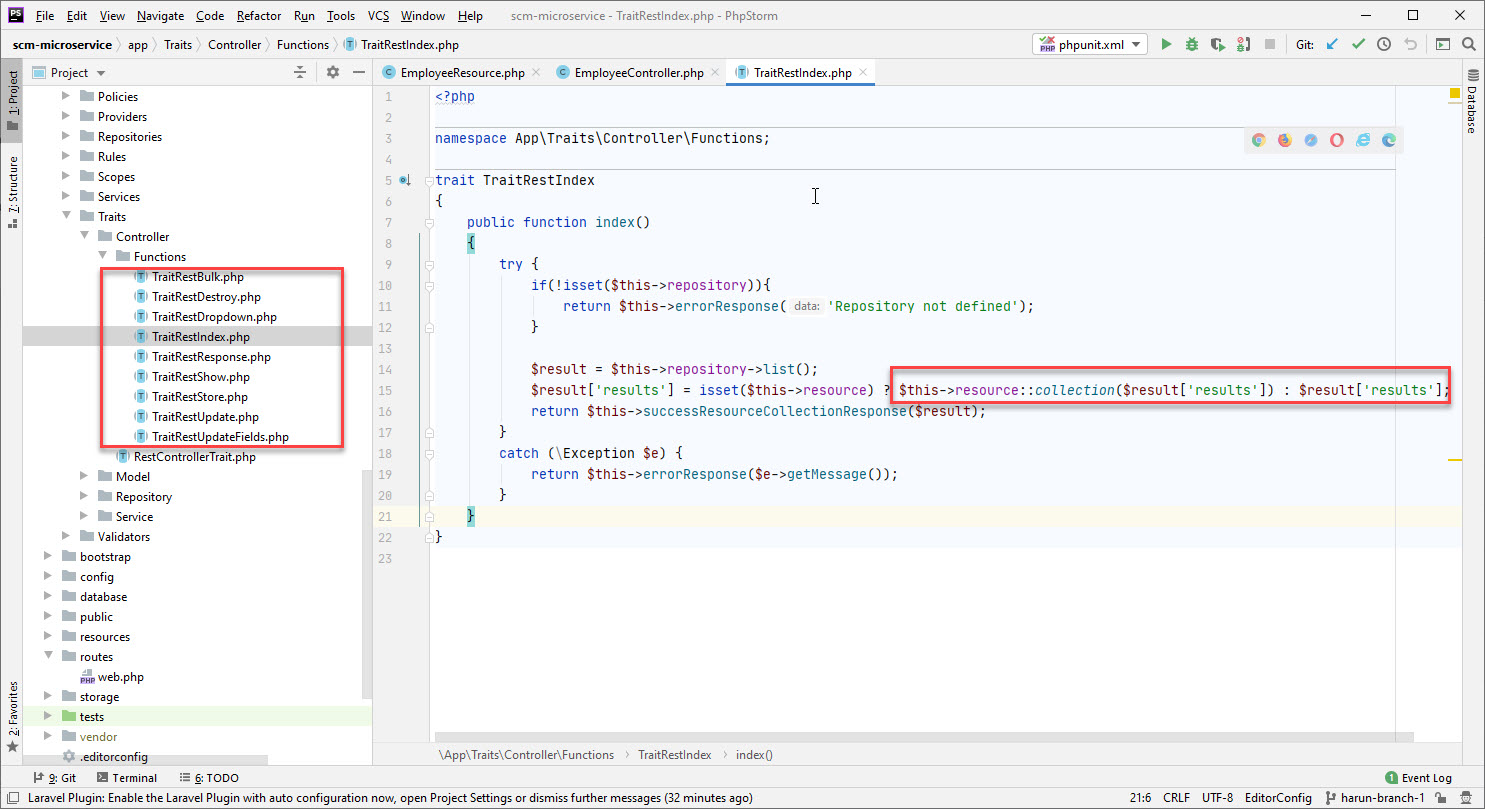 PS File Edit View Navigate Code Refactor Run Tools VCS Window Help scm-microservice - TraitRestIndex.php - PhpStorm
scm-microservice app Traits Controller Functions TraitRestIndex.php phpunit.xml Git:
1: Project
7: Structure
2: Favorites
Project
Policies
Providers
Repositories
Rules
Scopes
Services
Traits
Controller
Functions
TraitRestBulk.php
TraitRestDestroy.php
TraitRestDropdown.php
TraitRestIndex.php
TraitRestResponse.php
TraitRestShow.php
TraitRestStore.php
TraitRestUpdate.php
TraitRestUpdateFields.php
RestControllerTrait.php
Model
Repository
Service
Validators
bootstrap
config
database
public
resources
routes
web.php
storage
tests
vendor
.editorconfig
EmployeeResource.php EmployeeController.php TraitRestIndex.php
1 <?php
2
3 namespace App\Traits\Controller\Functions;
4
5 trait TraitRestIndex
6 {
7 public function index()
8 {
9 try {
10 if(!isset($this->repository)){
11 return $this->errorResponse( data: 'Repository not defined');
12 }
13
14 $result = $this->repository->list();
15 $result['results'] = isset($this->resource) ? $this->resource::collection($result['results']) : $result['results'];
16 return $this->successResourceCollectionResponse($result);
17 }
18 catch (\Exception $e) {
19 return $this->errorResponse($e->getMessage());
20 }
21 }
22 }
23
Database
\App\Traits\Controller\Functions TraitRestIndex index()
9: Git Terminal 6: TODO 1 Event Log
Laravel Plugin: Enable the Laravel Plugin with auto configuration now, open Project Settings or dismiss further messages (32 minutes ago) 21:6 CRLF UTF-8 EditorConfig harun-branch-1